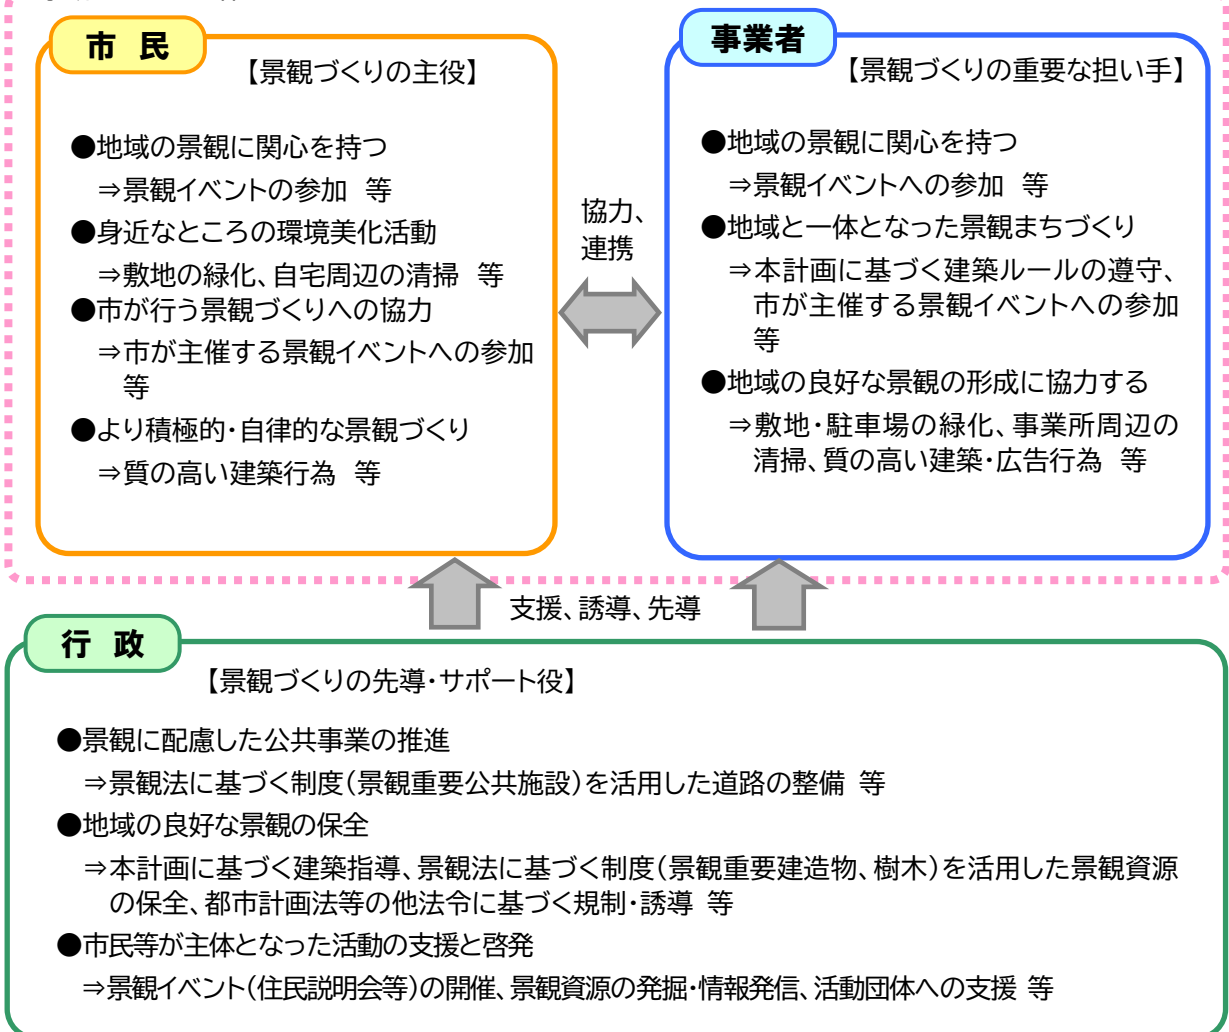 市 民
【景観づくりの主役】
●地域の景観に関心を持つ
⇒景観イベントの参加 等
●身近なところの環境美化活動
⇒敷地の緑化、自宅周辺の清掃 等
●市が行う景観づくりへの協力
⇒市が主催する景観イベントへの参加
等
●より積極的・自律的な景観づくり
⇒質の高い建築行為 等
協力、
連携
事業者
【景観づくりの重要な担い手】
●地域の景観に関心を持つ
⇒景観イベントへの参加 等
●地域と一体となった景観まちづくり
⇒本計画に基づく建築ルールの遵守、
市が主催する景観イベントへの参加
等
●地域の良好な景観の形成に協力する
⇒敷地・駐車場の緑化、事業所周辺の
清掃、質の高い建築・広告行為 等
支援、誘導、先導
行 政
【景観づくりの先導・サポート役】
●景観に配慮した公共事業の推進
⇒景観法に基づく制度(景観重要公共施設)を活用した道路の整備 等
●地域の良好な景観の保全
⇒本計画に基づく建築指導、景観法に基づく制度(景観重要建造物、樹木)を活用した景観資源
の保全、都市計画法等の他法令に基づく規制・誘導 等
●市民等が主体となった活動の支援と啓発
⇒景観イベント(住民説明会等)の開催、景観資源の発掘・情報発信、活動団体への支援 等